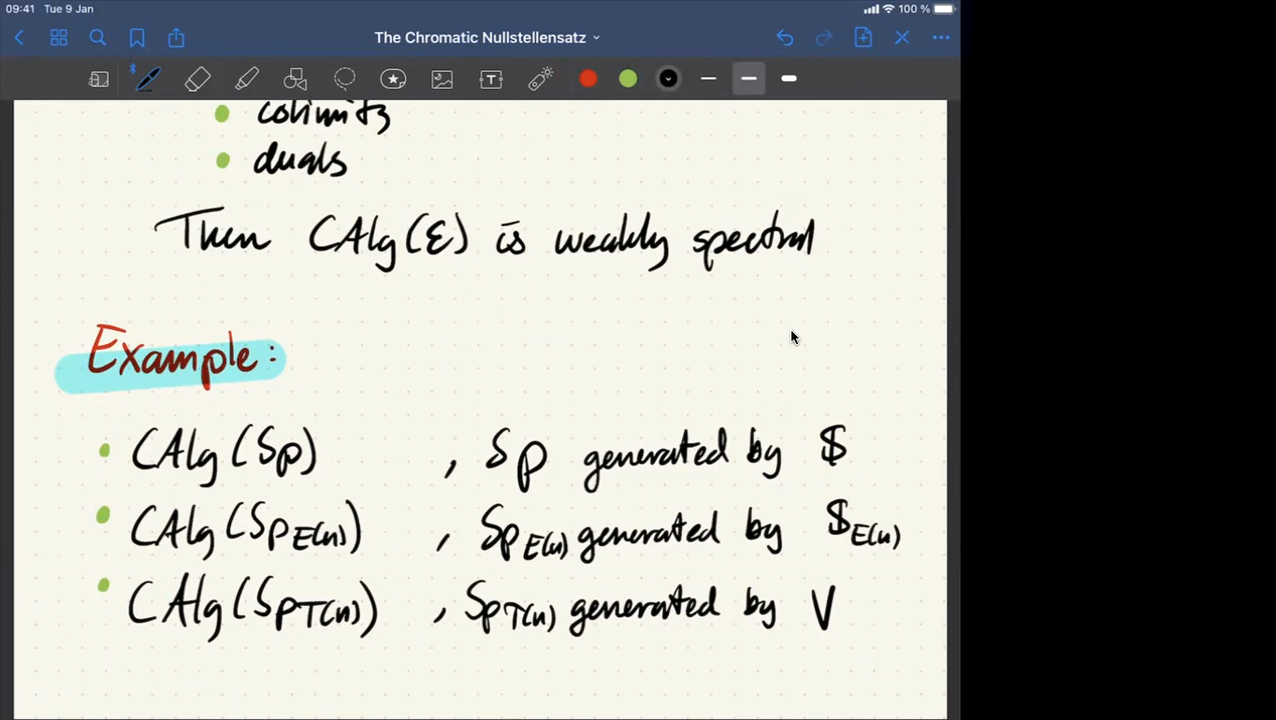 09:41 Tue 9 Jan
100 %
The Chromatic Nullstellensatz
T
• colimits
• duals
Then CAlg(ℰ) is weakly spectral
Example:
• CAlg(Sp) , Sp generated by $
• CAlg(Sp_E(n)) , Sp_E(n) generated by $_E(n)
• CAlg(Sp_T(n)) , Sp_T(n) generated by V